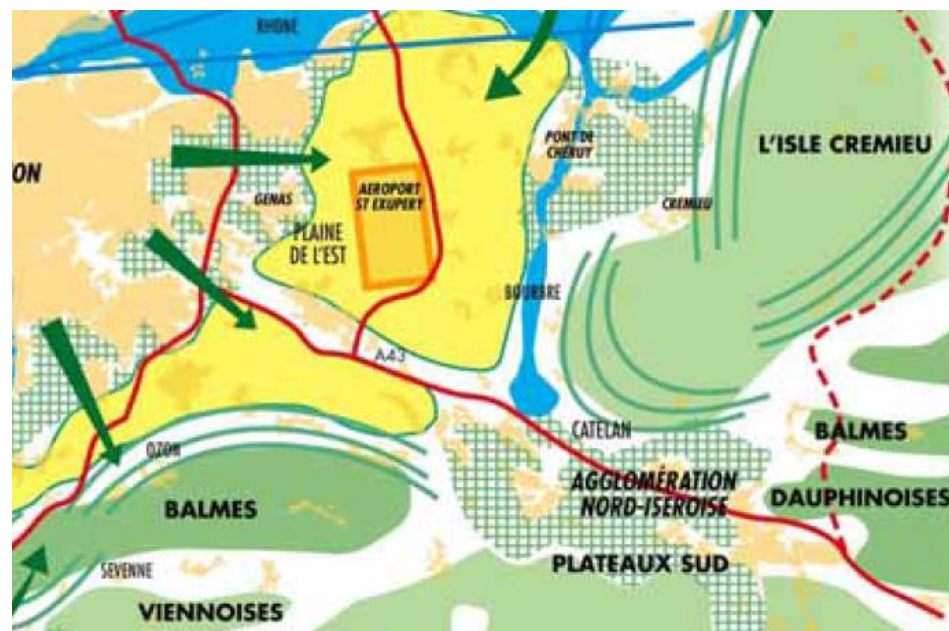 RHONE
L'ISLE CREMIEU
PONT DE
CHÉRUY
ON
GENAS
AEROPORT
ST EXUPERY
CREMIEU
PLAINE
DE L'EST
BOURBRE
A43
CATELAN
BALMES
OZON
AGGLOMÉRATION
NORD-ISEROISE
DAUPHINOISES
BALMES
PLATEAUX SUD
SEVENNE
VIENNOISES